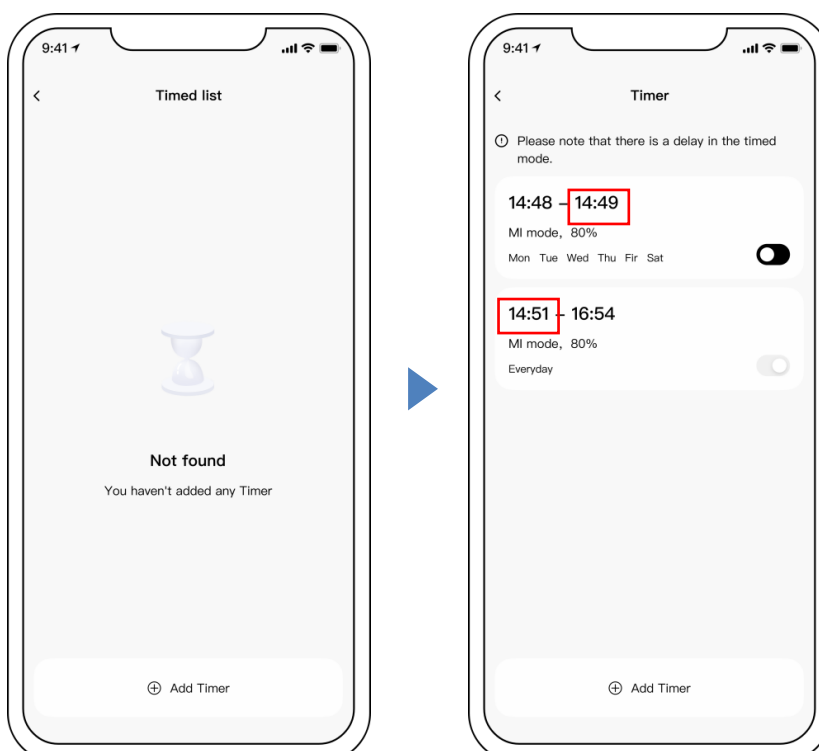 9:41
Timed list
Not found
You haven't added any Timer
Add Timer
9:41
Timer
Please note that there is a delay in the timed
mode.
14:48 – 14:49
MI mode, 80%
Mon Tue Wed Thu Fir Sat
14:51 – 16:54
MI mode, 80%
Everyday
Add Timer